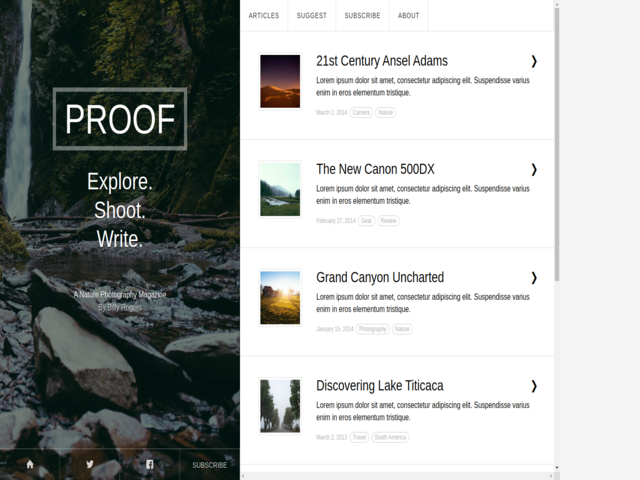 PROOF
Explore.
Shoot.
Write.
A Nature Photography Magazine
By Billy Rogers
SUBSCRIBE
ARTICLES
SUGGEST
SUBSCRIBE
ABOUT
21st Century Ansel Adams
Lorem ipsum dolor sit amet, consectetur adipiscing elit. Suspendisse varius
enim in eros elementum tristique.
March 2, 2014 Camera Nature
The New Canon 500DX
Lorem ipsum dolor sit amet, consectetur adipiscing elit. Suspendisse varius
enim in eros elementum tristique.
February 27, 2014 Gear Review
Grand Canyon Uncharted
Lorem ipsum dolor sit amet, consectetur adipiscing elit. Suspendisse varius
enim in eros elementum tristique.
January 15, 2014 Photography Nature
Discovering Lake Titicaca
Lorem ipsum dolor sit amet, consectetur adipiscing elit. Suspendisse varius
enim in eros elementum tristique.
March 2, 2013 Travel South America